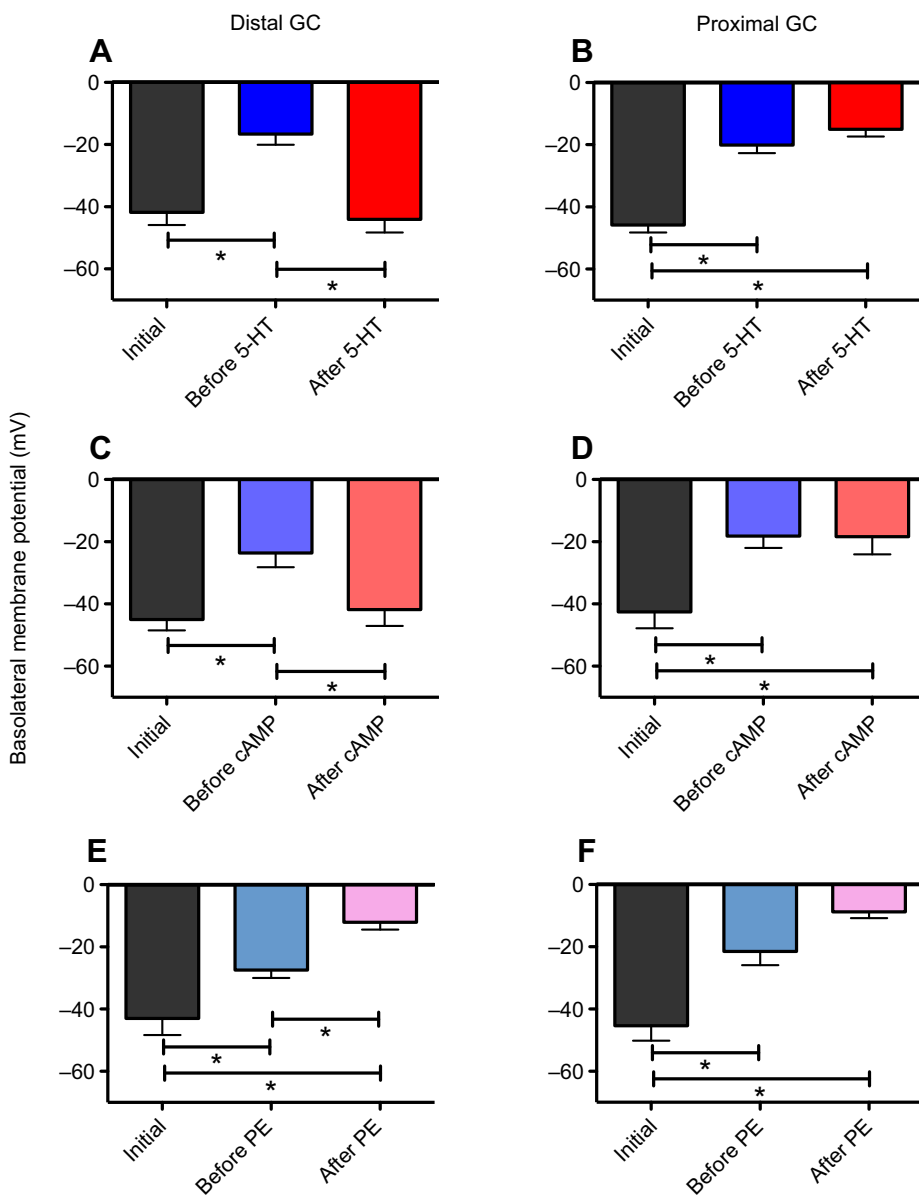 Distal GC
Proximal GC
A
B
0
–20
–40
–60
*
*
Initial
Before 5-HT
After 5-HT
0
–20
–40
–60
*
*
Initial
Before 5-HT
After 5-HT
Basolateral membrane potential (mV)
C
D
0
–20
–40
–60
*
*
Initial
Before cAMP
After cAMP
0
–20
–40
–60
*
*
Initial
Before cAMP
After cAMP
E
F
0
–20
–40
–60
*
*
*
Initial
Before PE
After PE
0
–20
–40
–60
*
*
Initial
Before PE
After PE